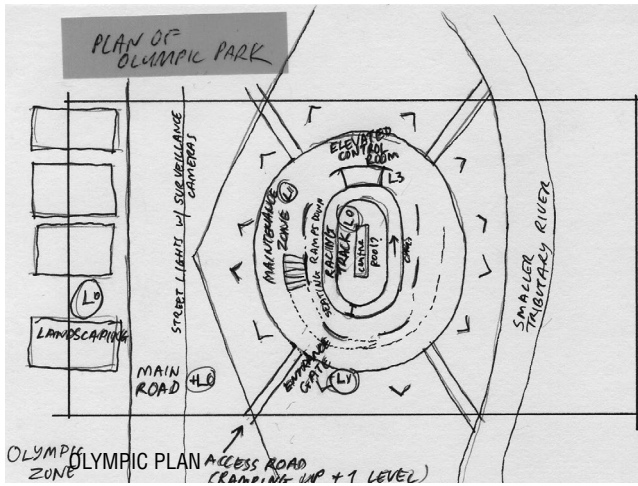 PLAN OF
OLYMPIC PARK
STREET LIGHTS W/ SURVEILLANCE
CAMERAS
ELEVATED
CONTROL
ROOM
L3
MAINTENANCE
ZONE
L1
SEATING RAMPS DOWN
RACING
TRACK
L0
centre
pool?
SMALLER
TRIBUTARY RIVER
L0
LANDSCAPING
MAIN
ROAD
+L0
ENTRANCE
GATE
OLYMPIC
ZONE
OLYMPIC PLAN
ACCESS ROAD
(RAMPING UP + 1 LEVEL)